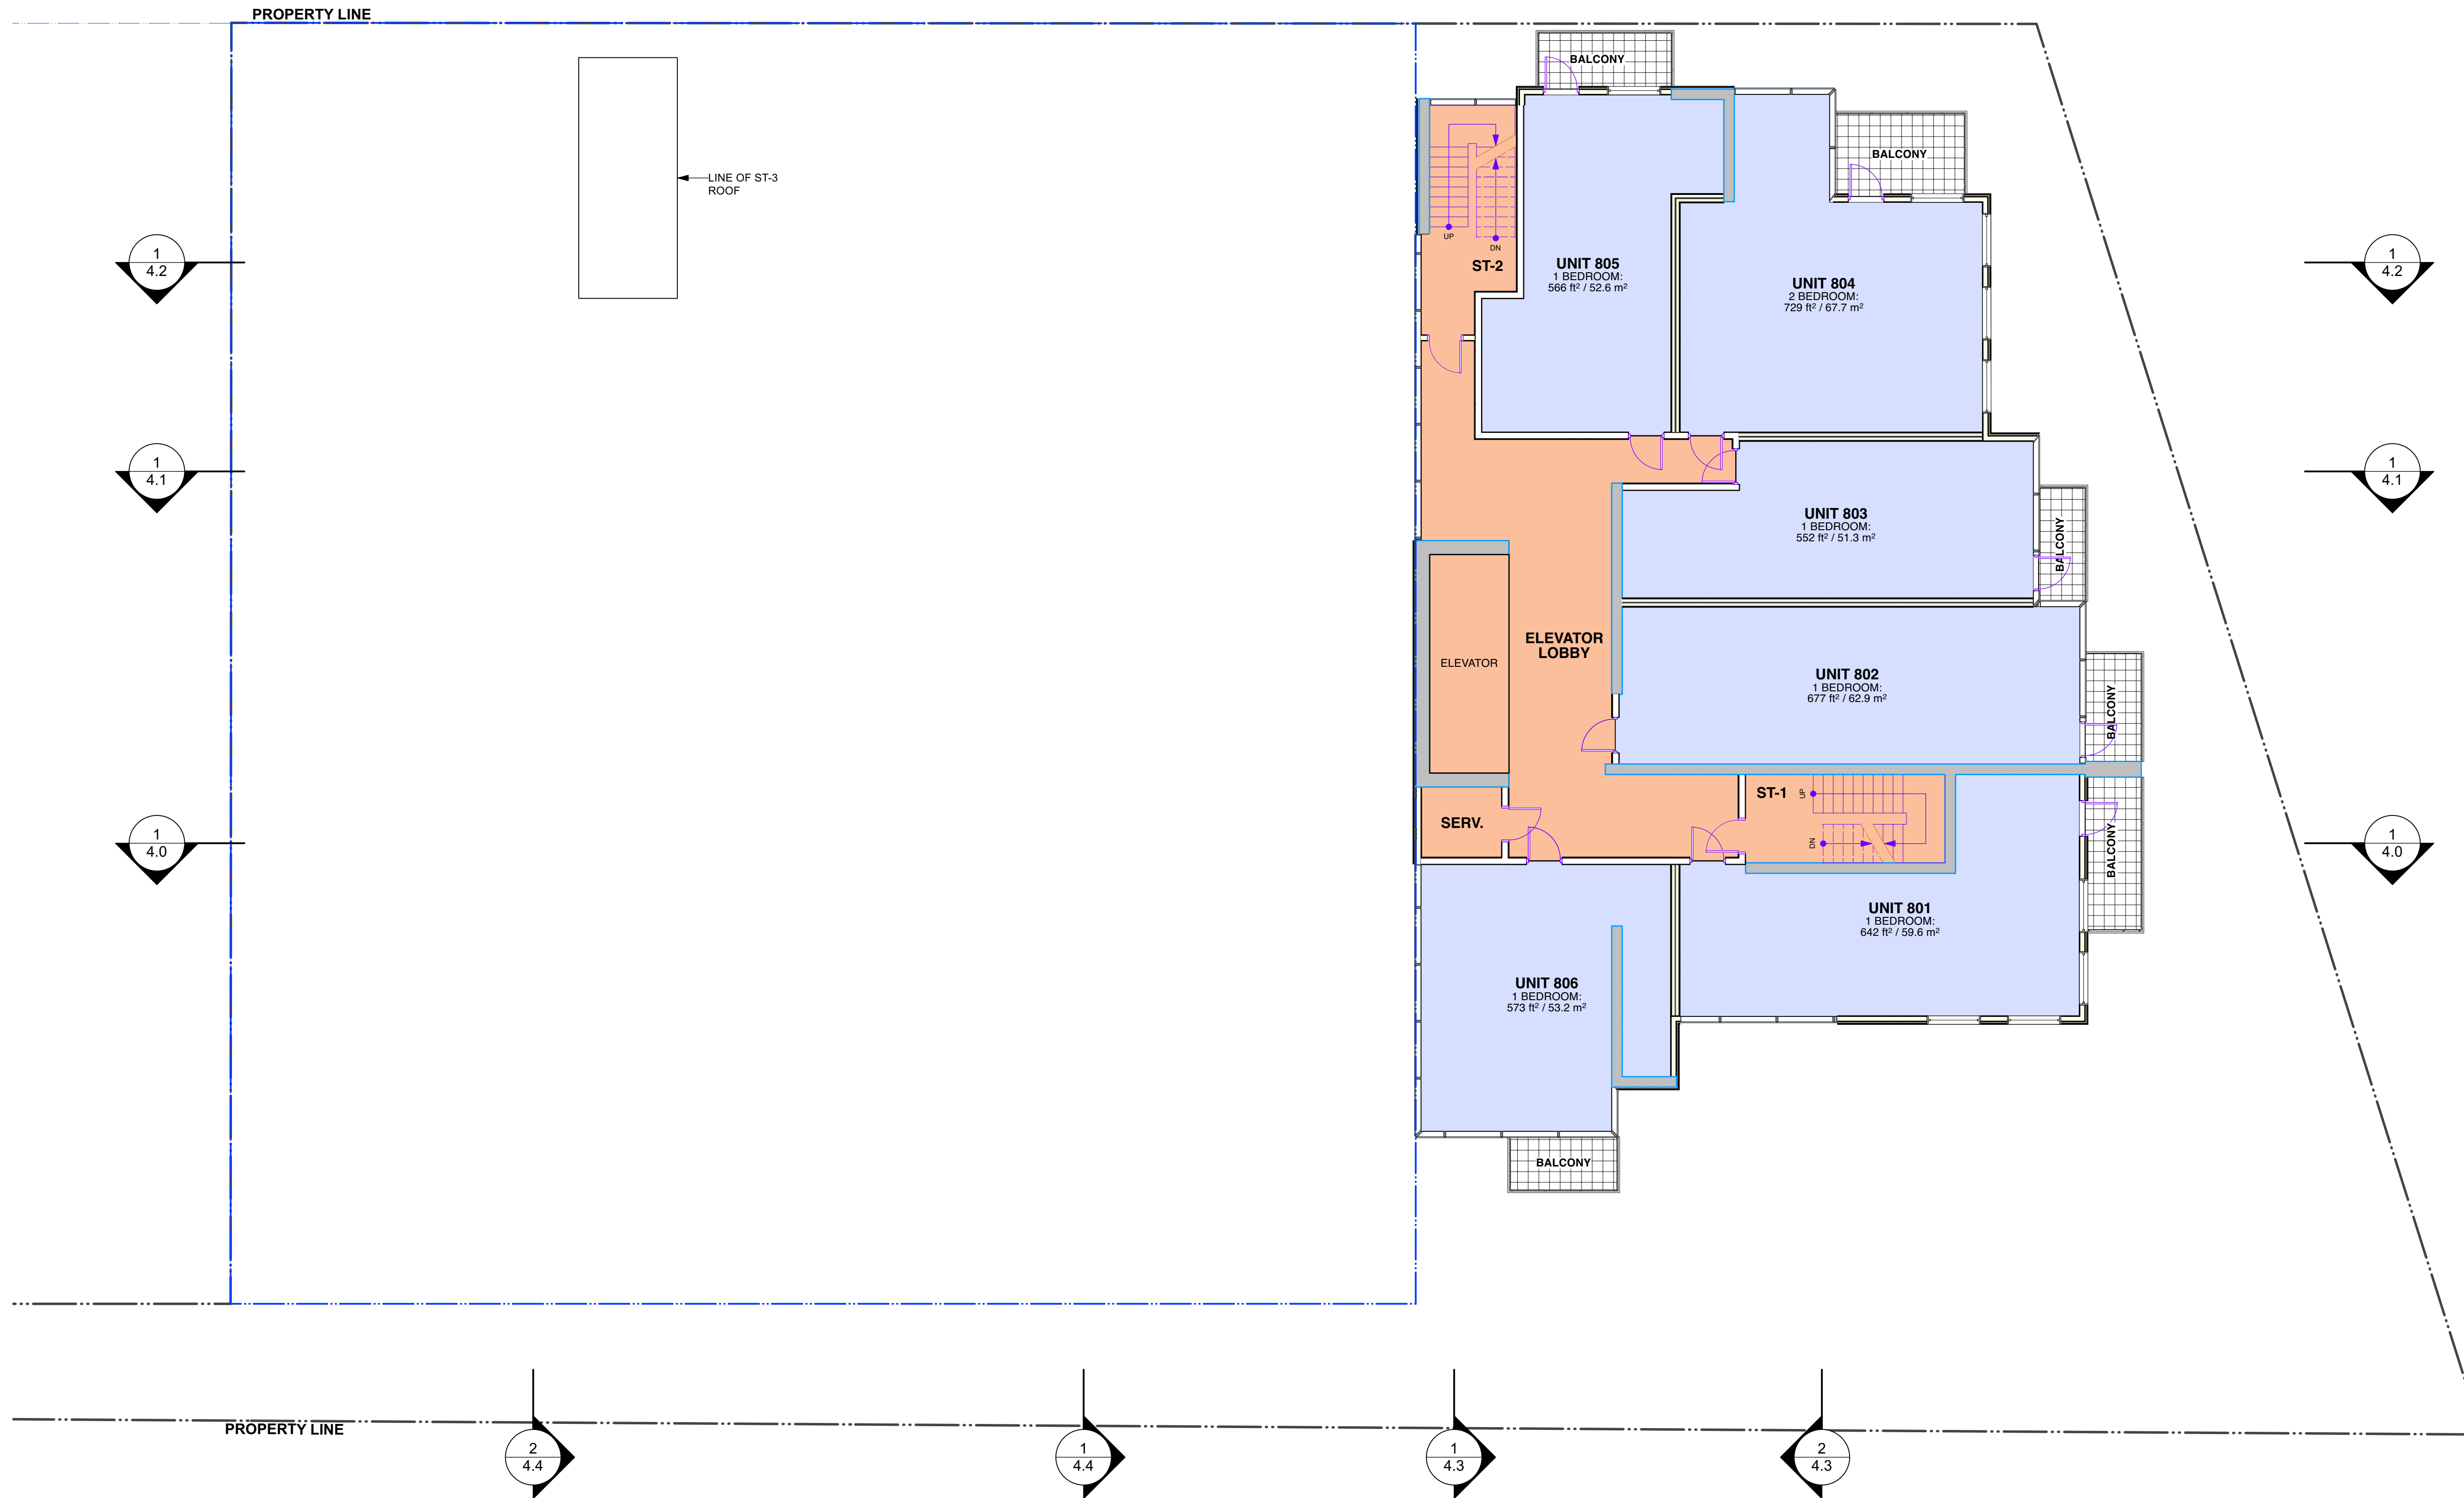 PROPERTY LINE
BALCONY
BALCONY
LINE OF ST-3
ROOF
UP
DN
ST-2
UNIT 805
1 BEDROOM:
566 ft² / 52.6 m²
UNIT 804
2 BEDROOM:
729 ft² / 67.7 m²
1
4.2
1
4.2
1
4.1
1
4.1
UNIT 803
1 BEDROOM:
552 ft² / 51.3 m²
BALCONY
ELEVATOR
LOBBY
ELEVATOR
UNIT 802
1 BEDROOM:
677 ft² / 62.9 m²
BALCONY
ST-1
UP
DN
SERV.
BALCONY
1
4.0
1
4.0
UNIT 801
1 BEDROOM:
642 ft² / 59.6 m²
UNIT 806
1 BEDROOM:
573 ft² / 53.2 m²
BALCONY
PROPERTY LINE
2
4.4
1
4.4
1
4.3
2
4.3